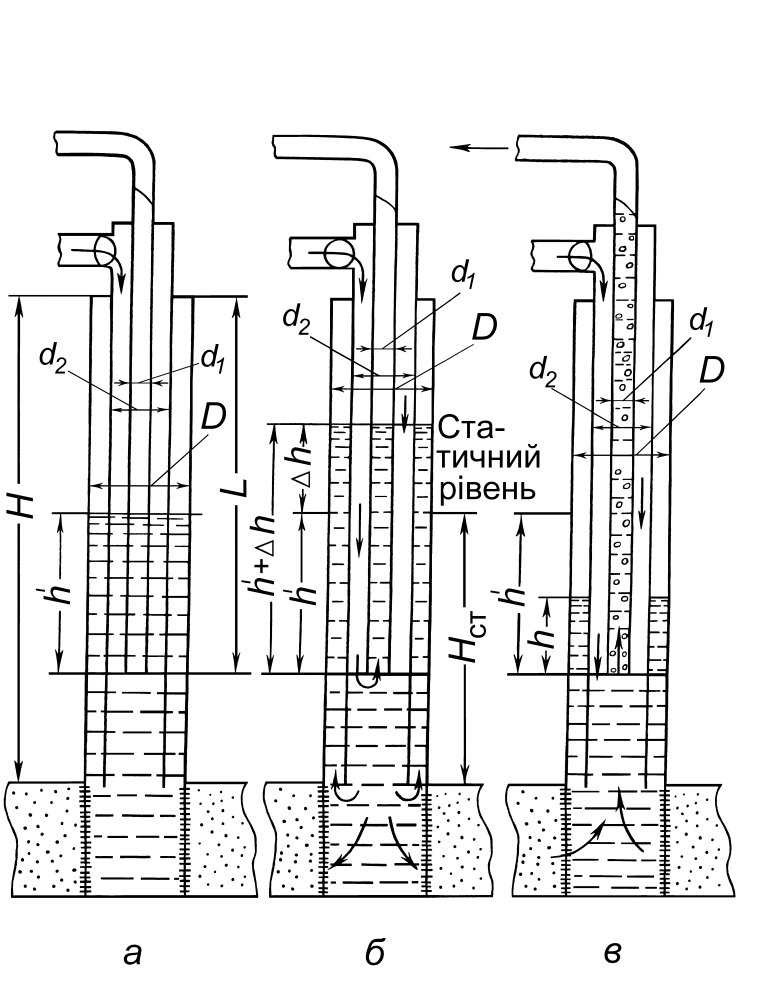 d₂
d₁
D
H
h′
L
а
d₁
d₂
D
Ста-
тичний
рівень
Δh
h′+Δh
h′
Hст
б
d₁
d₂
D
h′
h
в